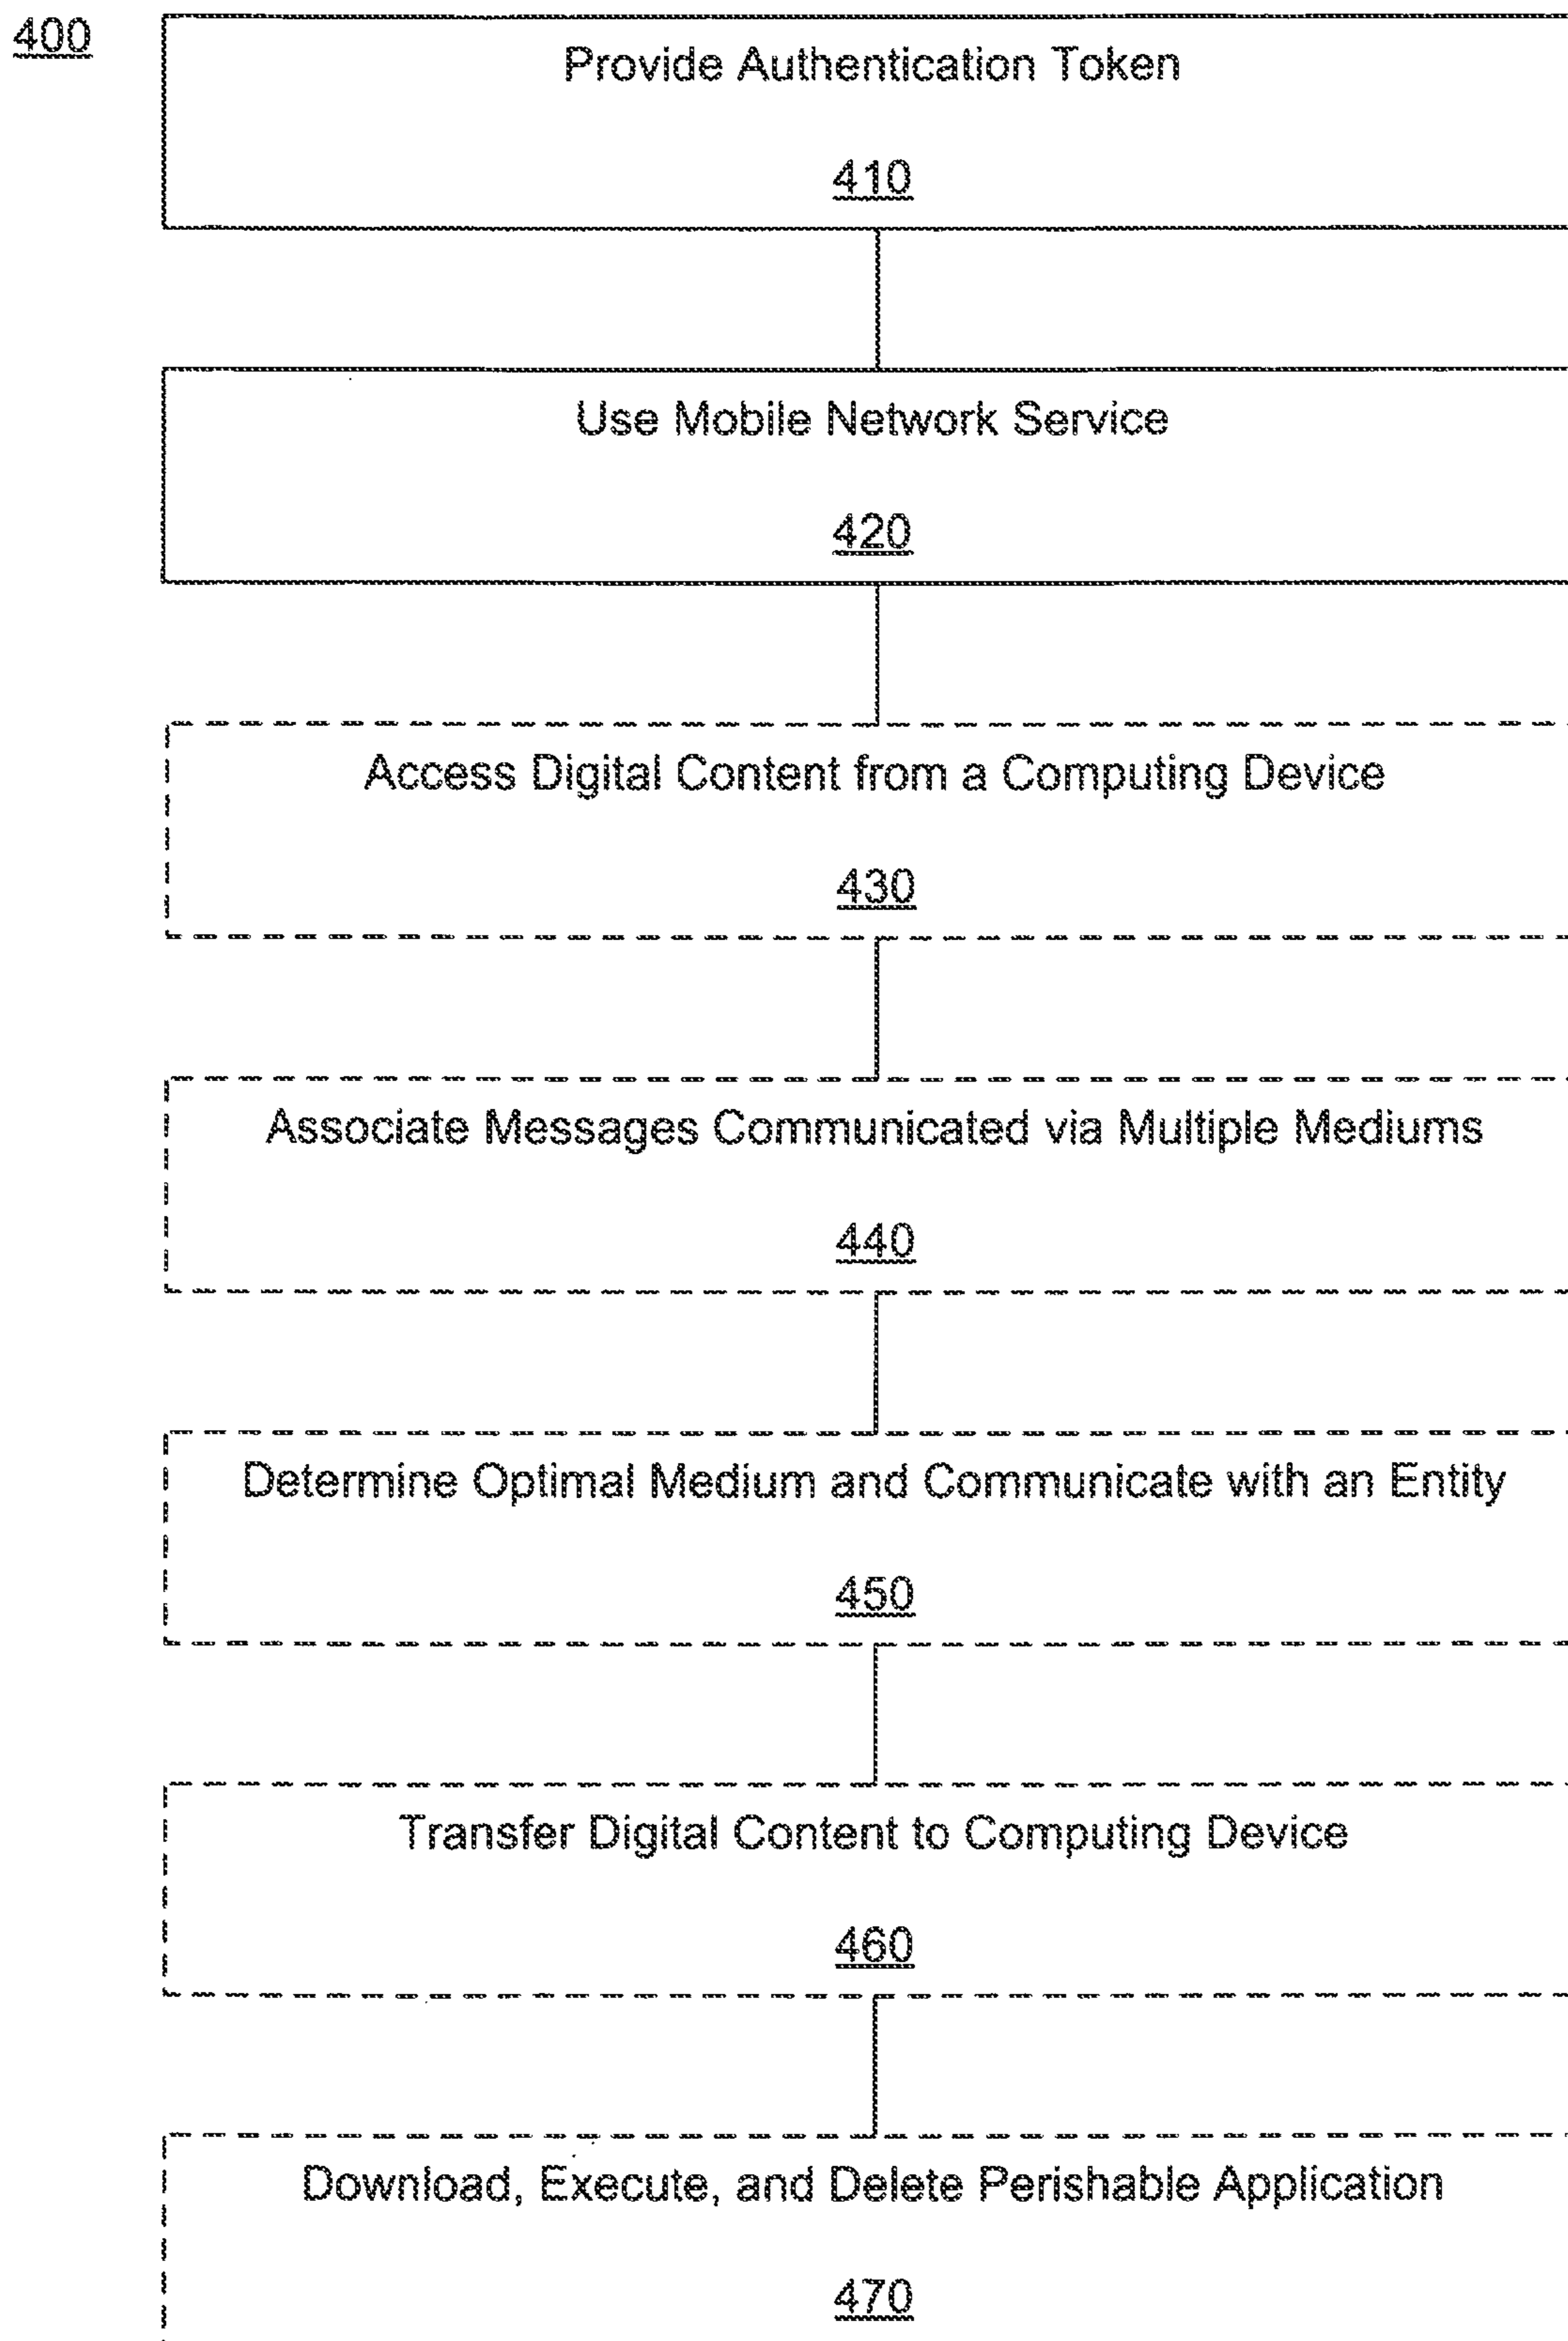 400
Provide Authentication Token
410
Use Mobile Network Service
420
Access Digital Content from a Computing Device
430
Associate Messages Communicated via Multiple Mediums
440
Determine Optimal Medium and Communicate with an Entity
450
Transfer Digital Content to Computing Device
460
Download, Execute, and Delete Perishable Application
470